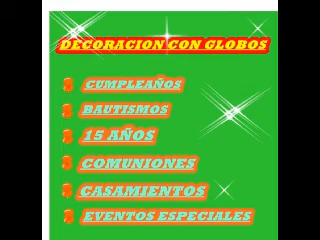 DECORACION CON GLOBOS
CUMPLEAÑOS
BAUTISMOS
15 AÑOS
COMUNIONES
CASAMIENTOS
EVENTOS ESPECIALES